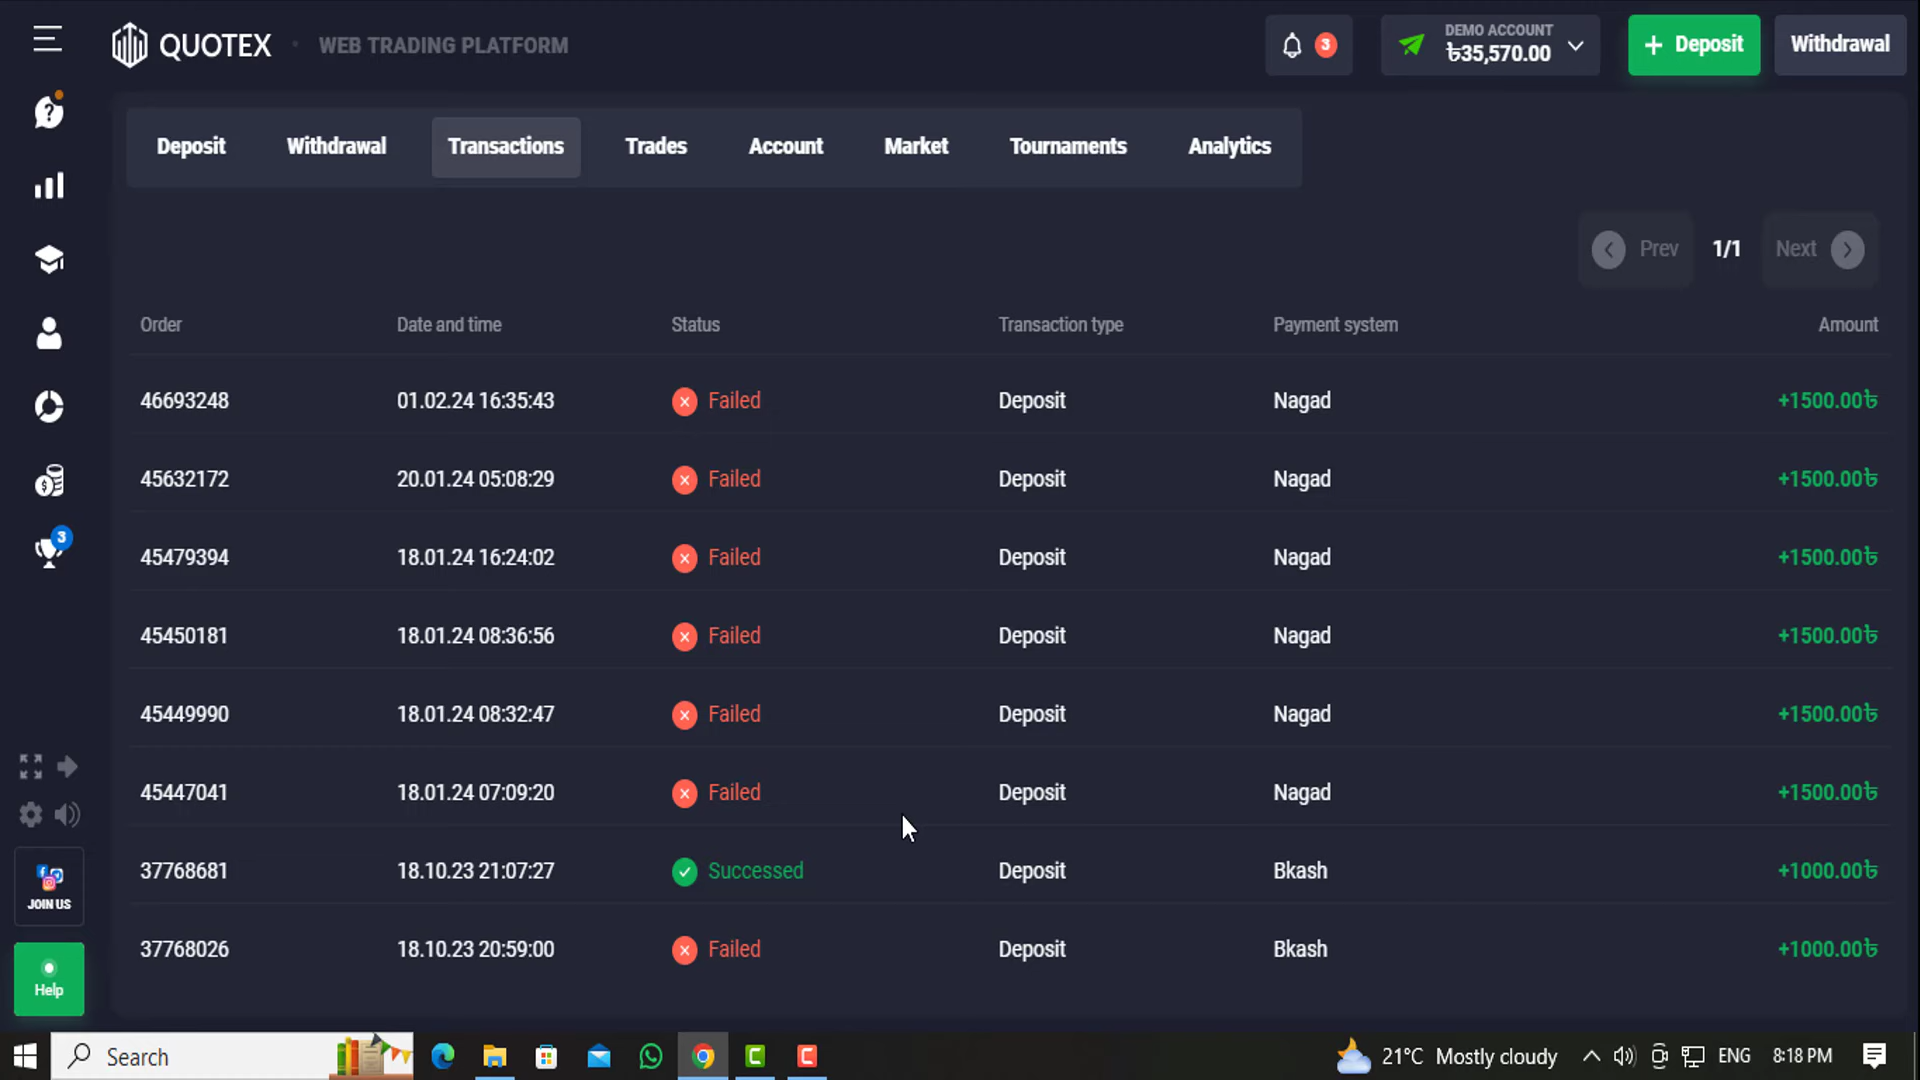 QUOTEX WEB TRADING PLATFORM
3
DEMO ACCOUNT
৳35,570.00
+ Deposit
Withdrawal
Deposit Withdrawal Transactions Trades Account Market Tournaments Analytics
Prev 1/1 Next
Order Date and time Status Transaction type Payment system Amount
46693248 01.02.24 16:35:43 Failed Deposit Nagad +1500.00৳
45632172 20.01.24 05:08:29 Failed Deposit Nagad +1500.00৳
45479394 18.01.24 16:24:02 Failed Deposit Nagad +1500.00৳
45450181 18.01.24 08:36:56 Failed Deposit Nagad +1500.00৳
45449990 18.01.24 08:32:47 Failed Deposit Nagad +1500.00৳
45447041 18.01.24 07:09:20 Failed Deposit Nagad +1500.00৳
37768681 18.10.23 21:07:27 Successed Deposit Bkash +1000.00৳
37768026 18.10.23 20:59:00 Failed Deposit Bkash +1000.00৳
3
JOIN US
Help
Search
21°C Mostly cloudy ENG 8:18 PM